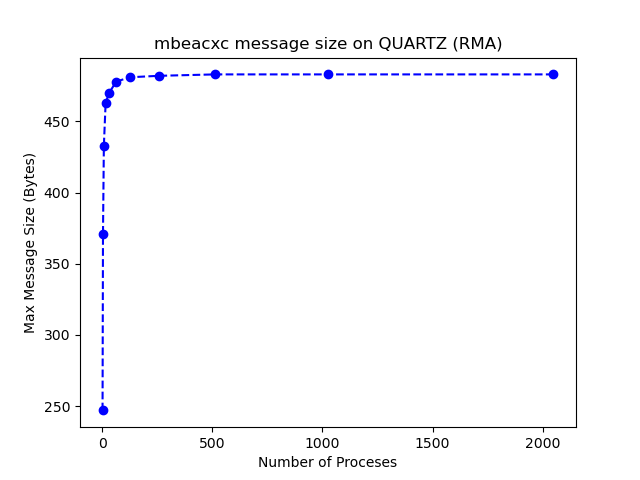 mbeacxc message size on QUARTZ (RMA)
Max Message Size (Bytes)
450
400
350
300
250
0 500 1000 1500 2000
Number of Proceses